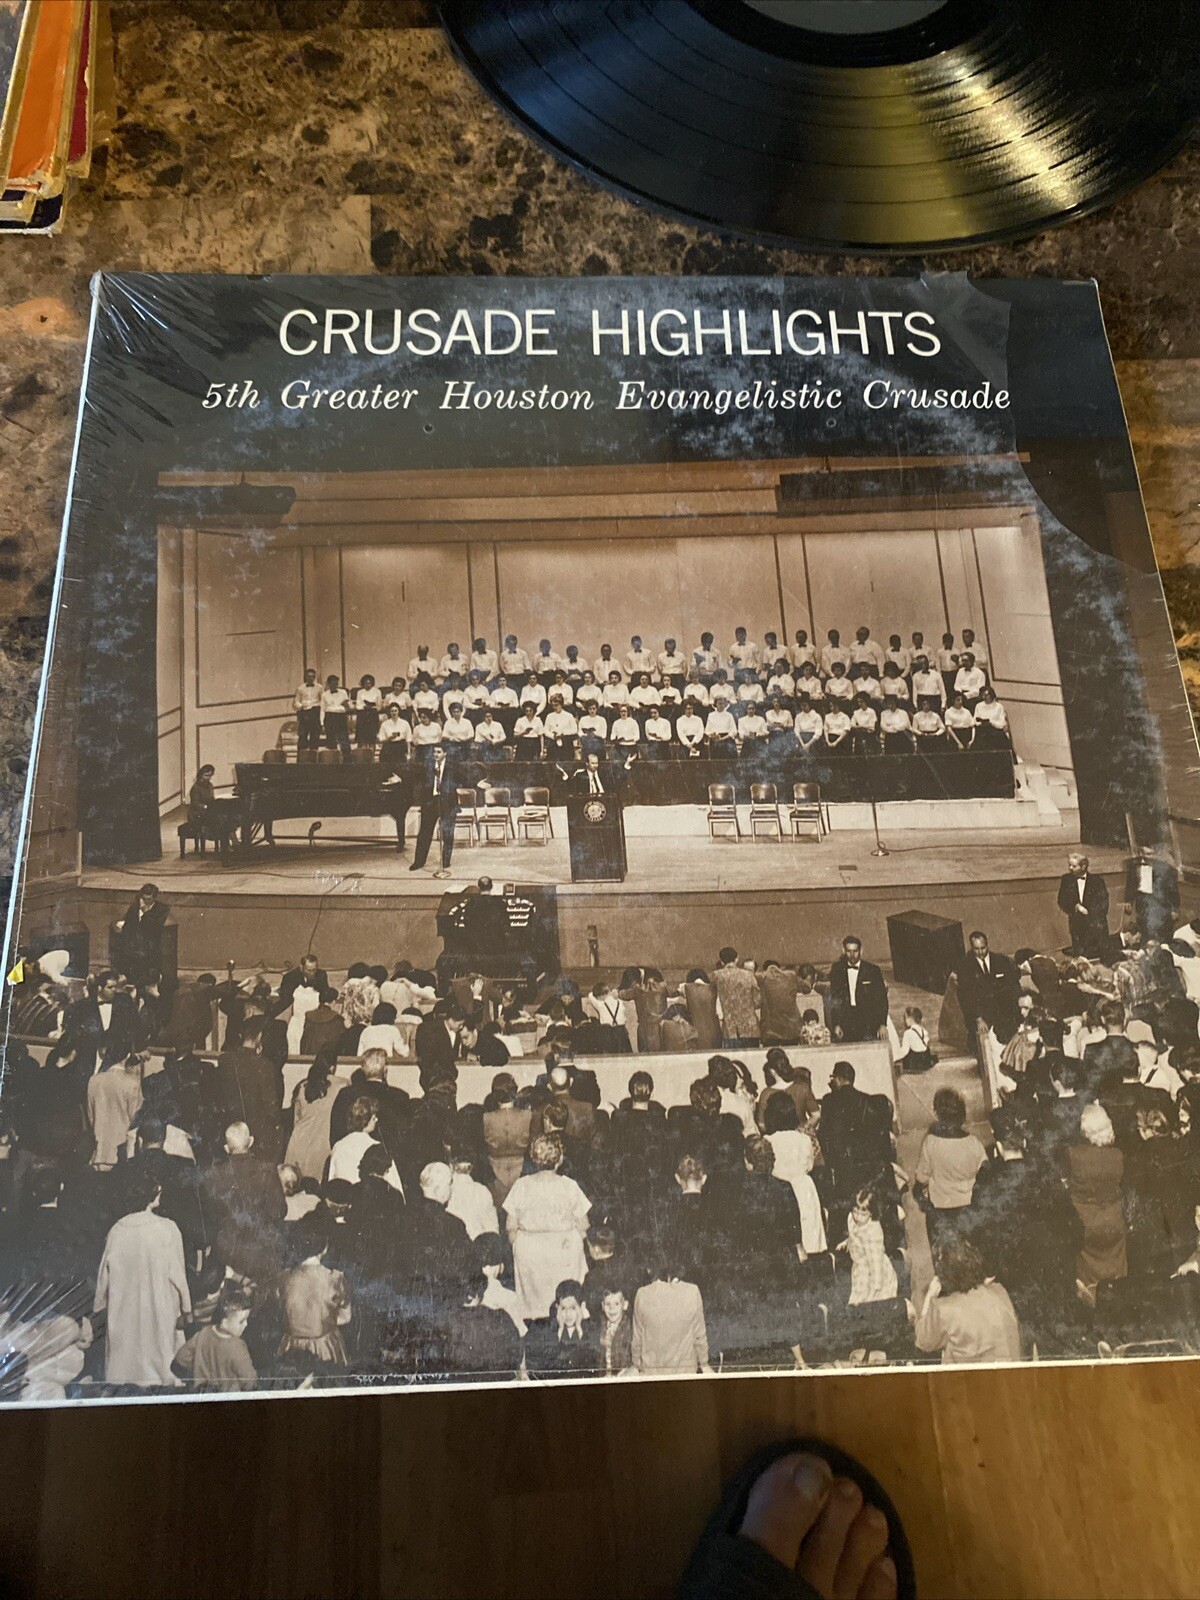 CRUSADE HIGHLIGHTS
5th Greater Houston Evangelistic Crusade